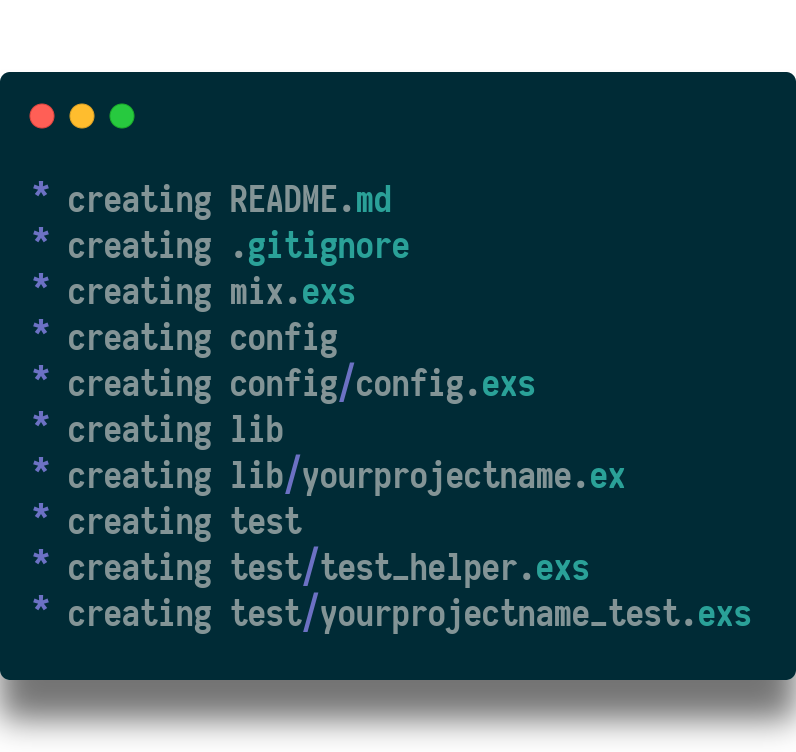 * creating README.md
* creating .gitignore
* creating mix.exs
* creating config
* creating config/config.exs
* creating lib
* creating lib/yourprojectname.ex
* creating test
* creating test/test_helper.exs
* creating test/yourprojectname_test.exs